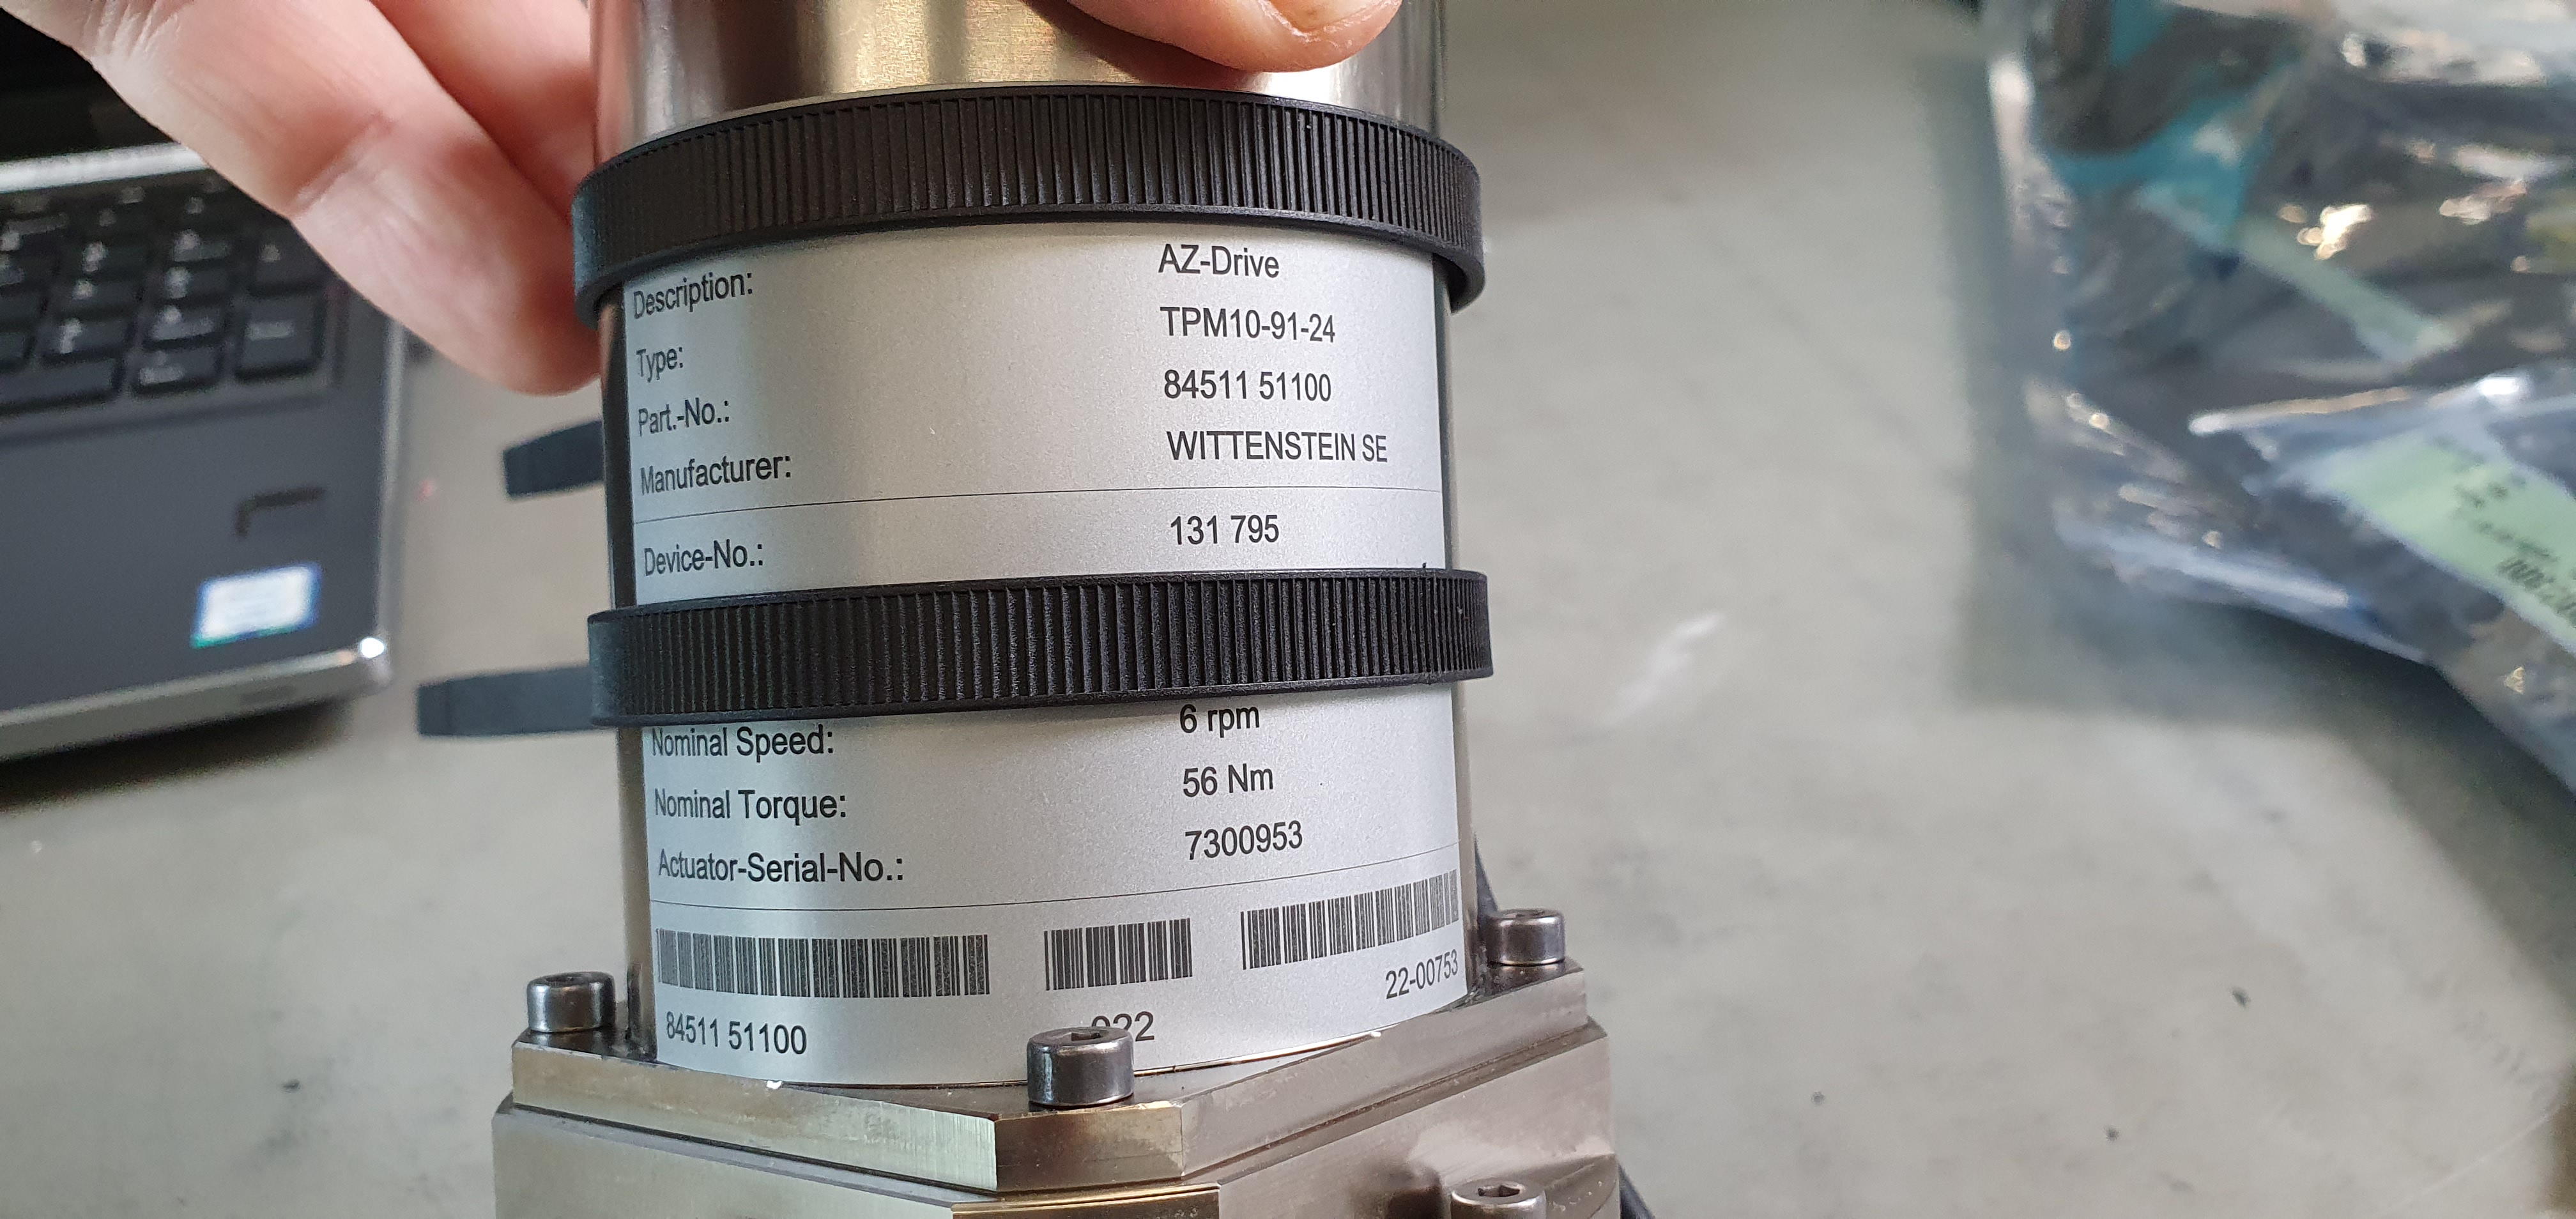 Description: AZ-Drive
Type: TPM10-91-24
Part.-No.: 84511 51100
Manufacturer: WITTENSTEIN SE
Device-No.: 131 795
Nominal Speed: 6 rpm
Nominal Torque: 56 Nm
Actuator-Serial-No.: 7300953
84511 51100 22-00753